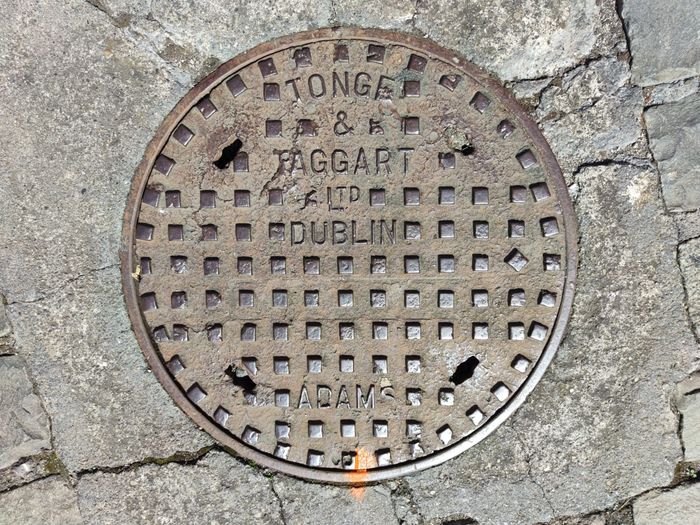 TONGE
&
TAGGART
LTD
DUBLIN
ADAMS